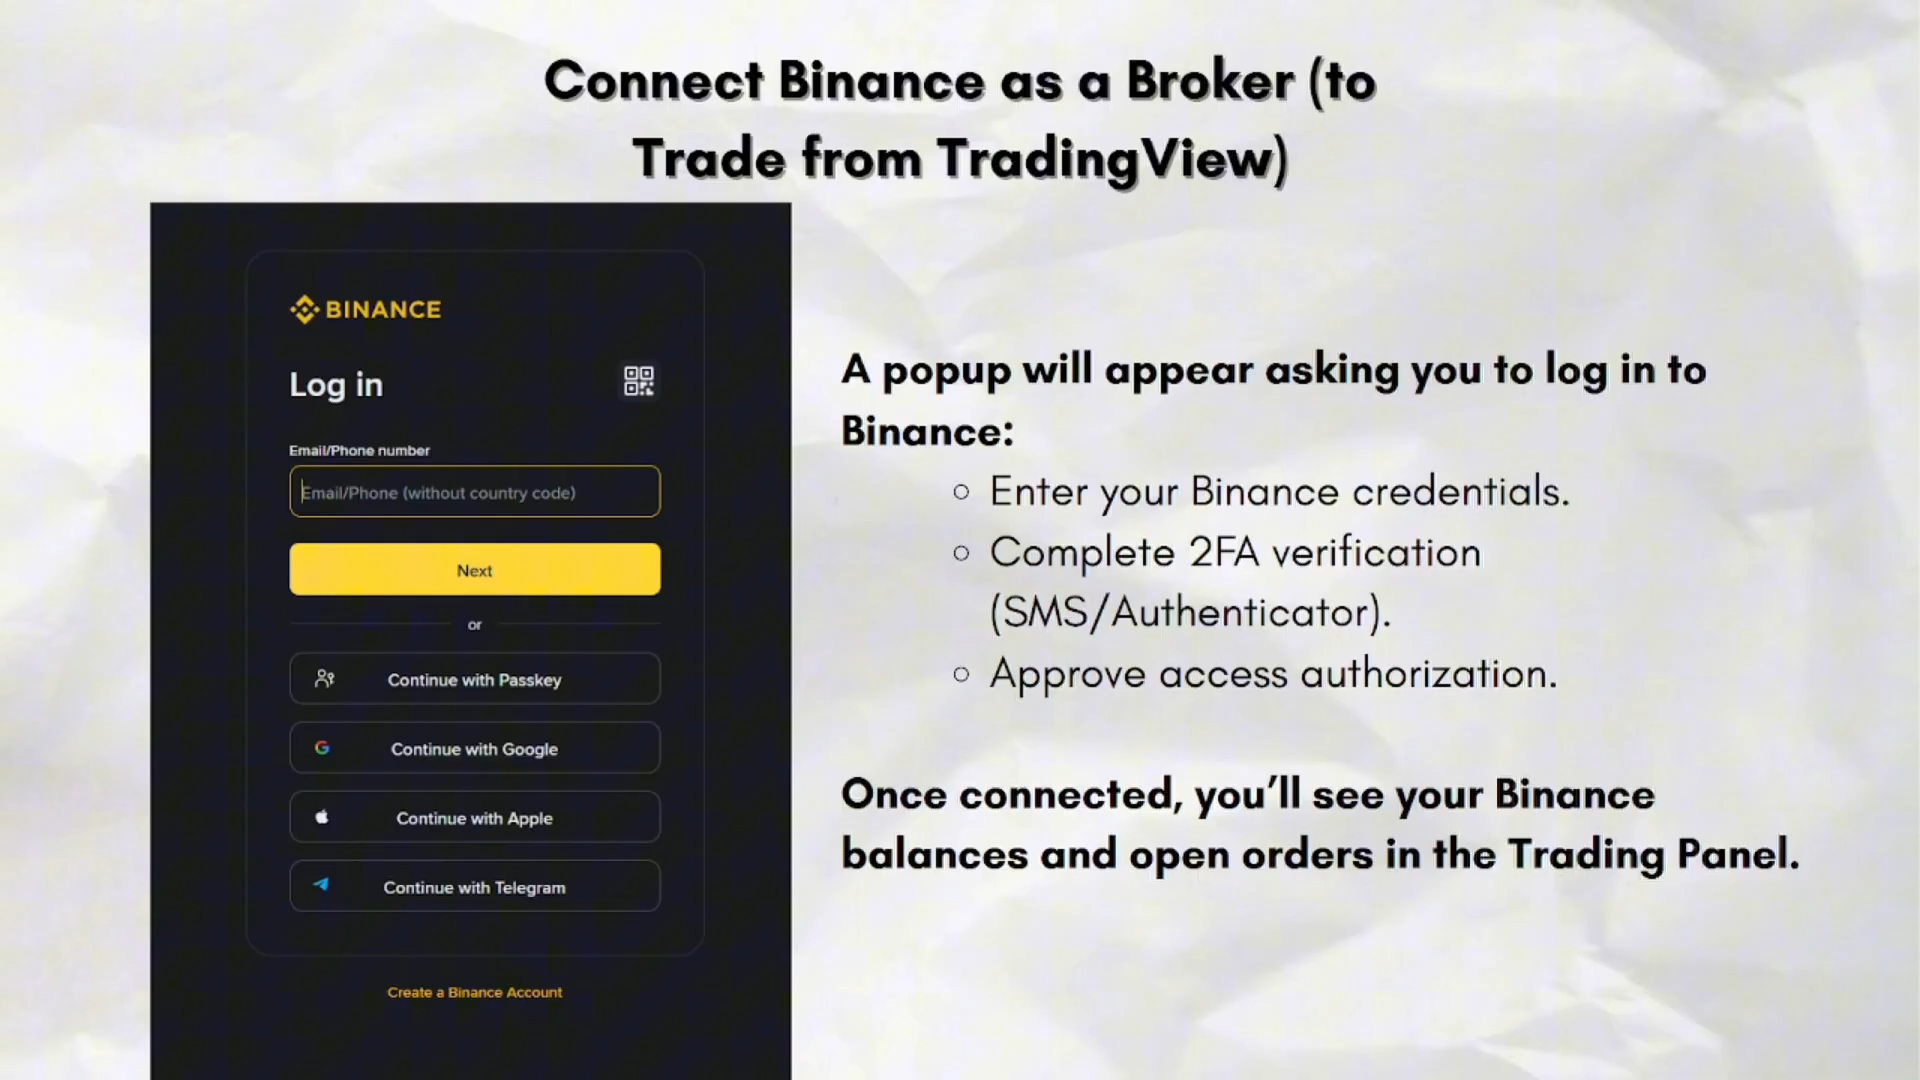 Connect Binance as a Broker (to
Trade from TradingView)
BINANCE
Log in
Email/Phone number
Email/Phone (without country code)
Next
or
Continue with Passkey
Continue with Google
Continue with Apple
Continue with Telegram
Create a Binance Account
A popup will appear asking you to log in to
Binance:
Enter your Binance credentials.
Complete 2FA verification
(SMS/Authenticator).
Approve access authorization.
Once connected, you’ll see your Binance
balances and open orders in the Trading Panel.